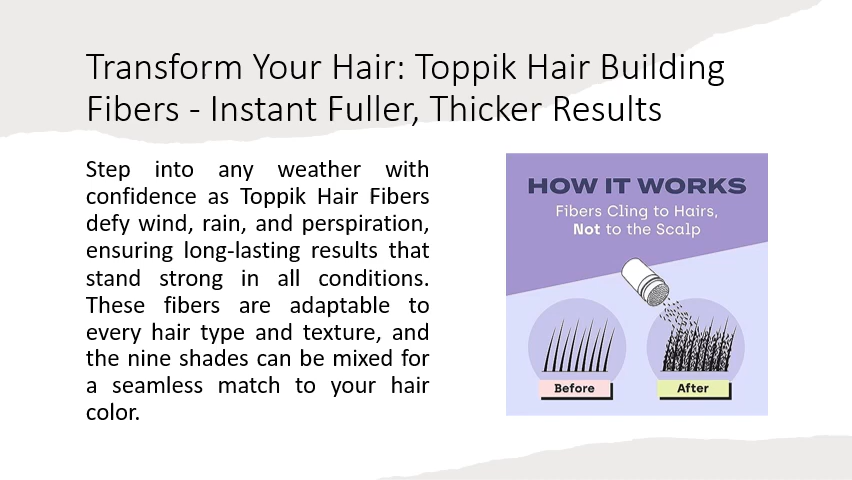 Transform Your Hair: Toppik Hair Building
Fibers - Instant Fuller, Thicker Results
Step into any weather with
confidence as Toppik Hair Fibers
defy wind, rain, and perspiration,
ensuring long-lasting results that
stand strong in all conditions.
These fibers are adaptable to
every hair type and texture, and
the nine shades can be mixed for
a seamless match to your hair
color.
HOW IT WORKS
Fibers Cling to Hairs,
Not to the Scalp
Before
After